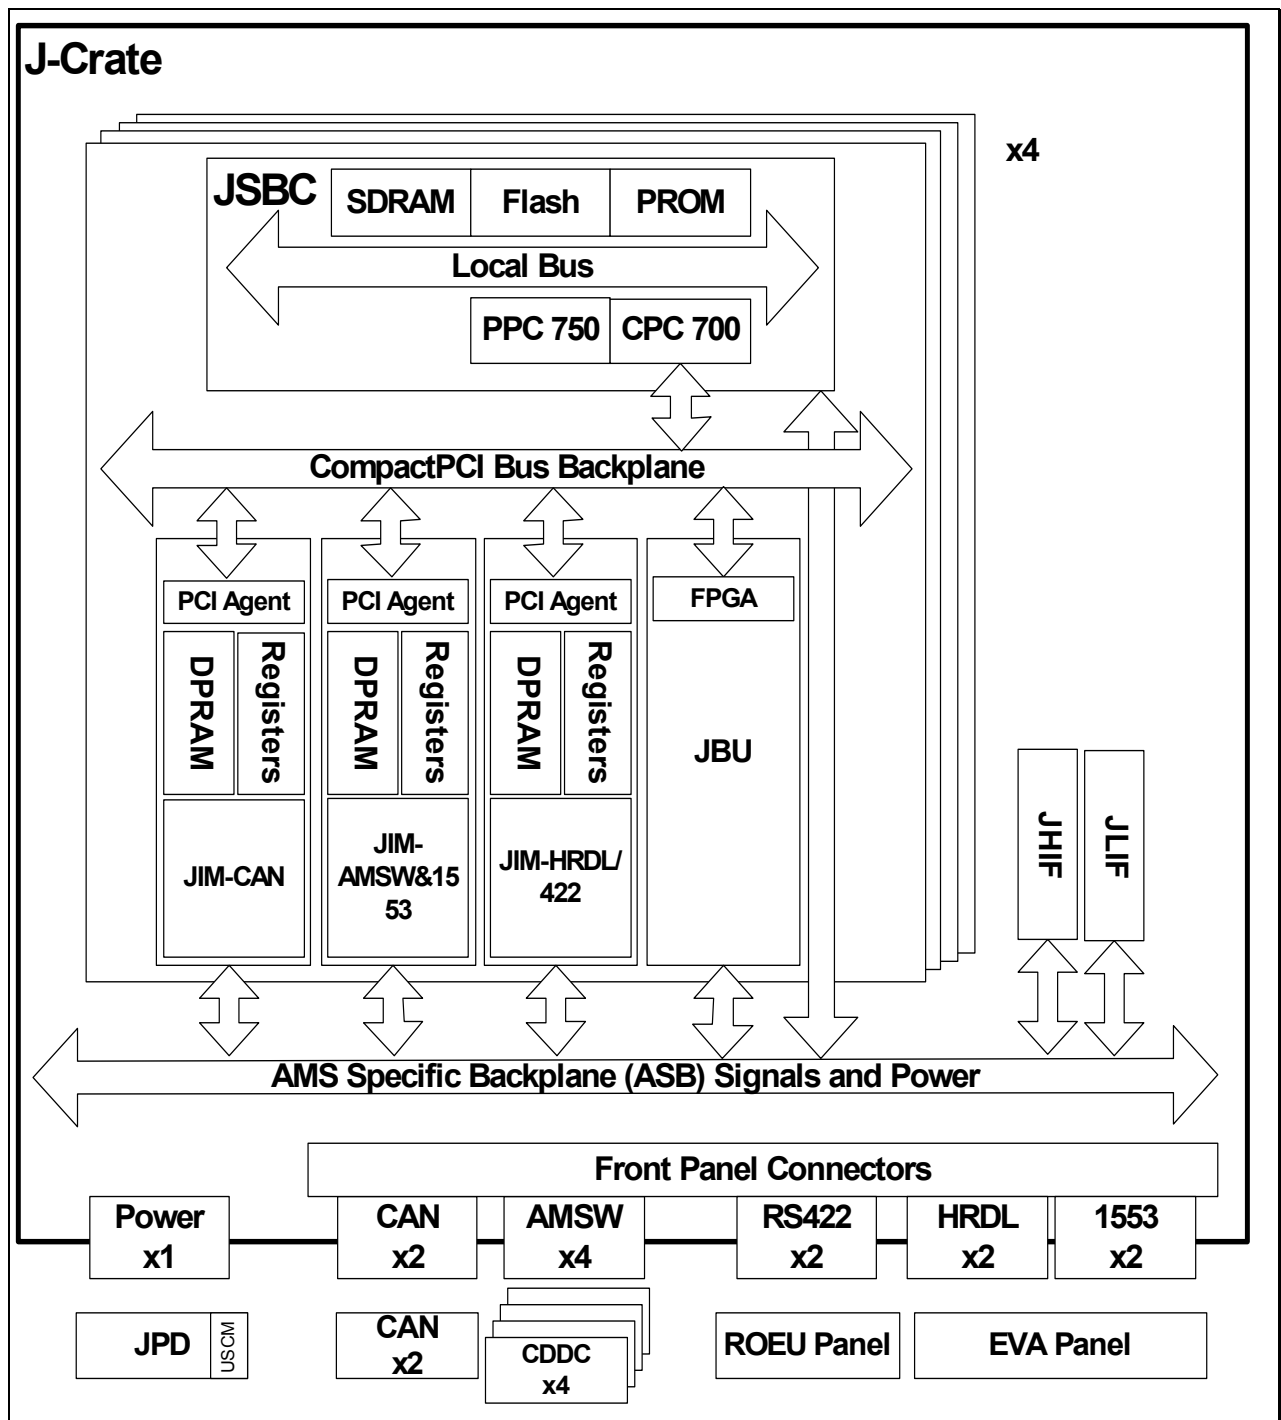 J-Crate
x4
JSBC
SDRAM
Flash
PROM
Local Bus
PPC 750
CPC 700
CompactPCI Bus Backplane
PCI Agent
PCI Agent
PCI Agent
FPGA
DPRAM
Registers
DPRAM
Registers
DPRAM
Registers
JBU
JIM-CAN
JIM-
AMSW&15
53
JIM-HRDL/
422
JHIF
JLIF
AMS Specific Backplane (ASB) Signals and Power
Front Panel Connectors
Power
x1
CAN
x2
AMSW
x4
RS422
x2
HRDL
x2
1553
x2
JPD
USCM
CAN
x2
CDDC
x4
ROEU Panel
EVA Panel